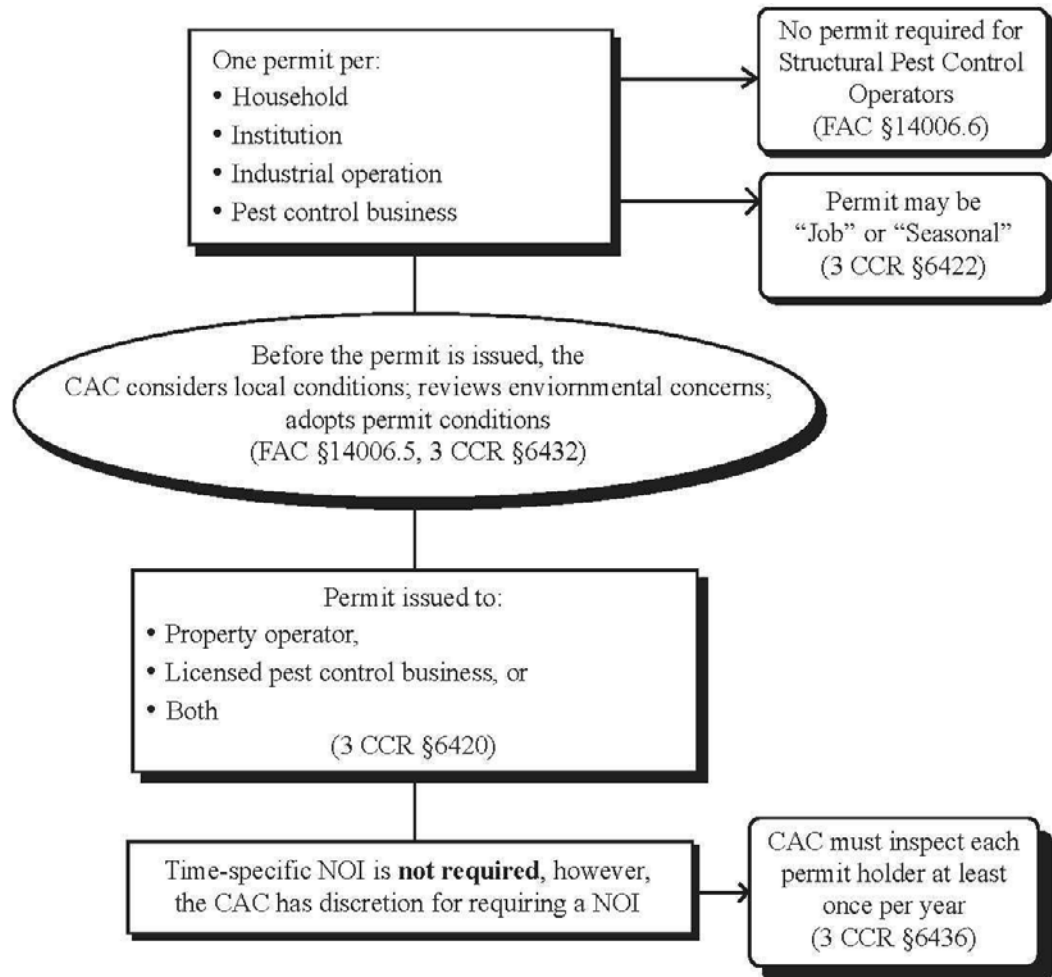 One permit per:
• Household
• Institution
• Industrial operation
• Pest control business
No permit required for
Structural Pest Control
Operators
(FAC §14006.6)
Permit may be
“Job” or “Seasonal”
(3 CCR §6422)
Before the permit is issued, the
CAC considers local conditions; reviews enviornmental concerns;
adopts permit conditions
(FAC §14006.5, 3 CCR §6432)
Permit issued to:
• Property operator,
• Licensed pest control business, or
• Both
(3 CCR §6420)
Time-specific NOI is not required, however,
the CAC has discretion for requiring a NOI
CAC must inspect each
permit holder at least
once per year
(3 CCR §6436)